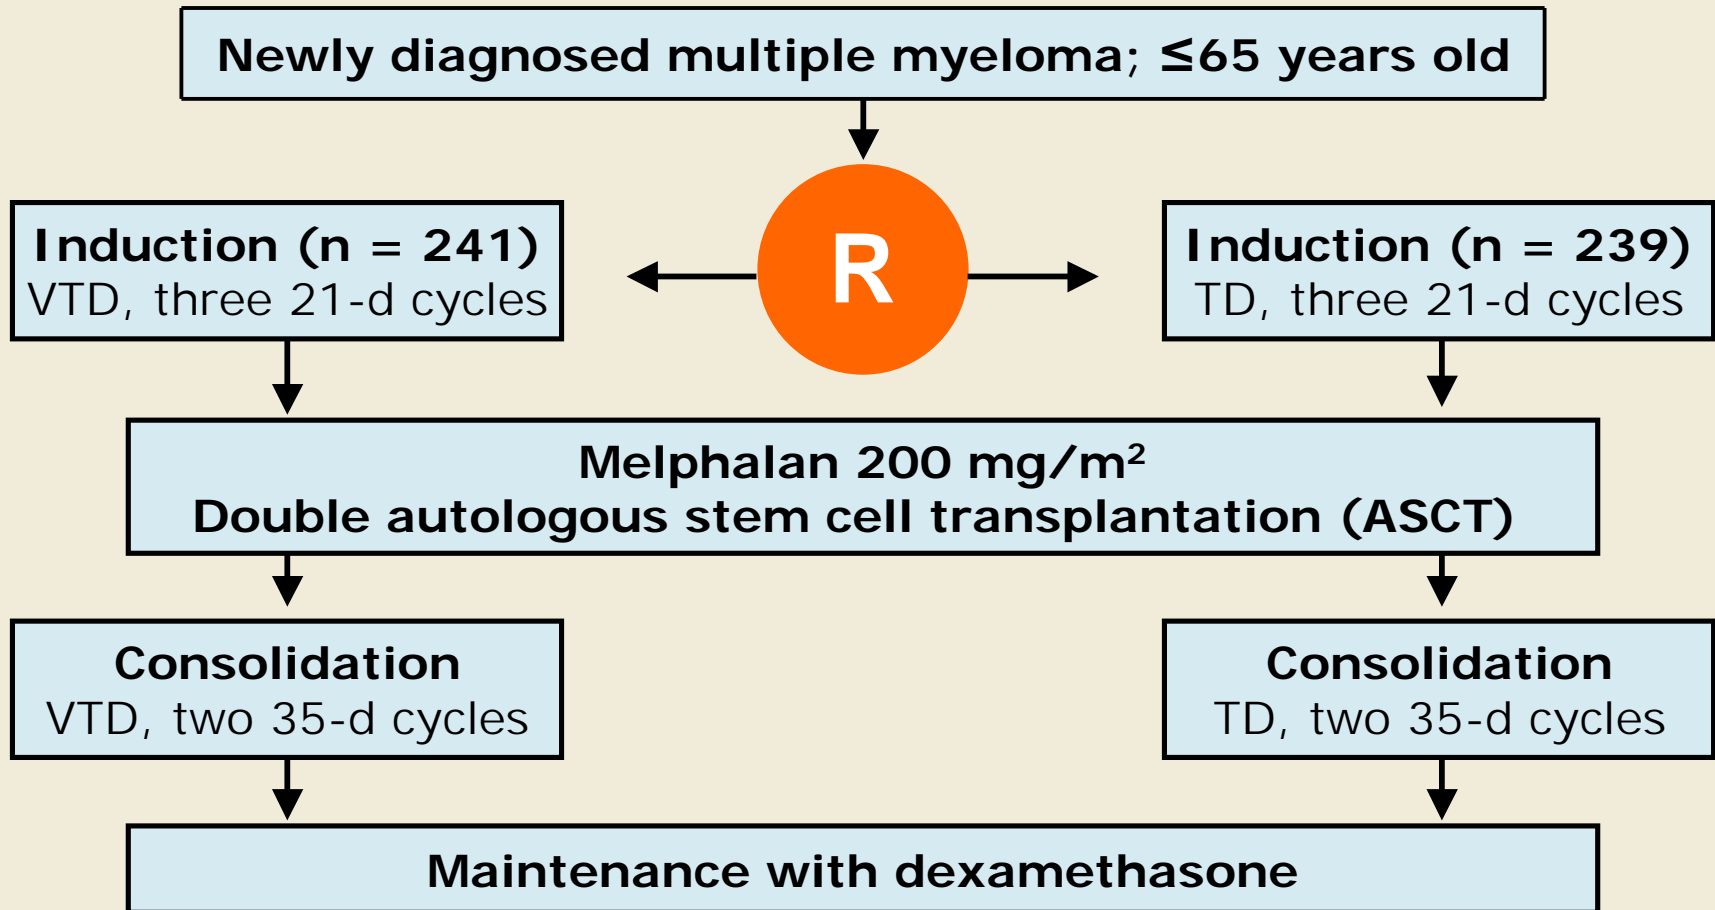 Newly diagnosed multiple myeloma; ≤65 years old
R
Induction (n = 241)
VTD, three 21-d cycles
Induction (n = 239)
TD, three 21-d cycles
Melphalan 200 mg/m²
Double autologous stem cell transplantation (ASCT)
Consolidation
VTD, two 35-d cycles
Consolidation
TD, two 35-d cycles
Maintenance with dexamethasone